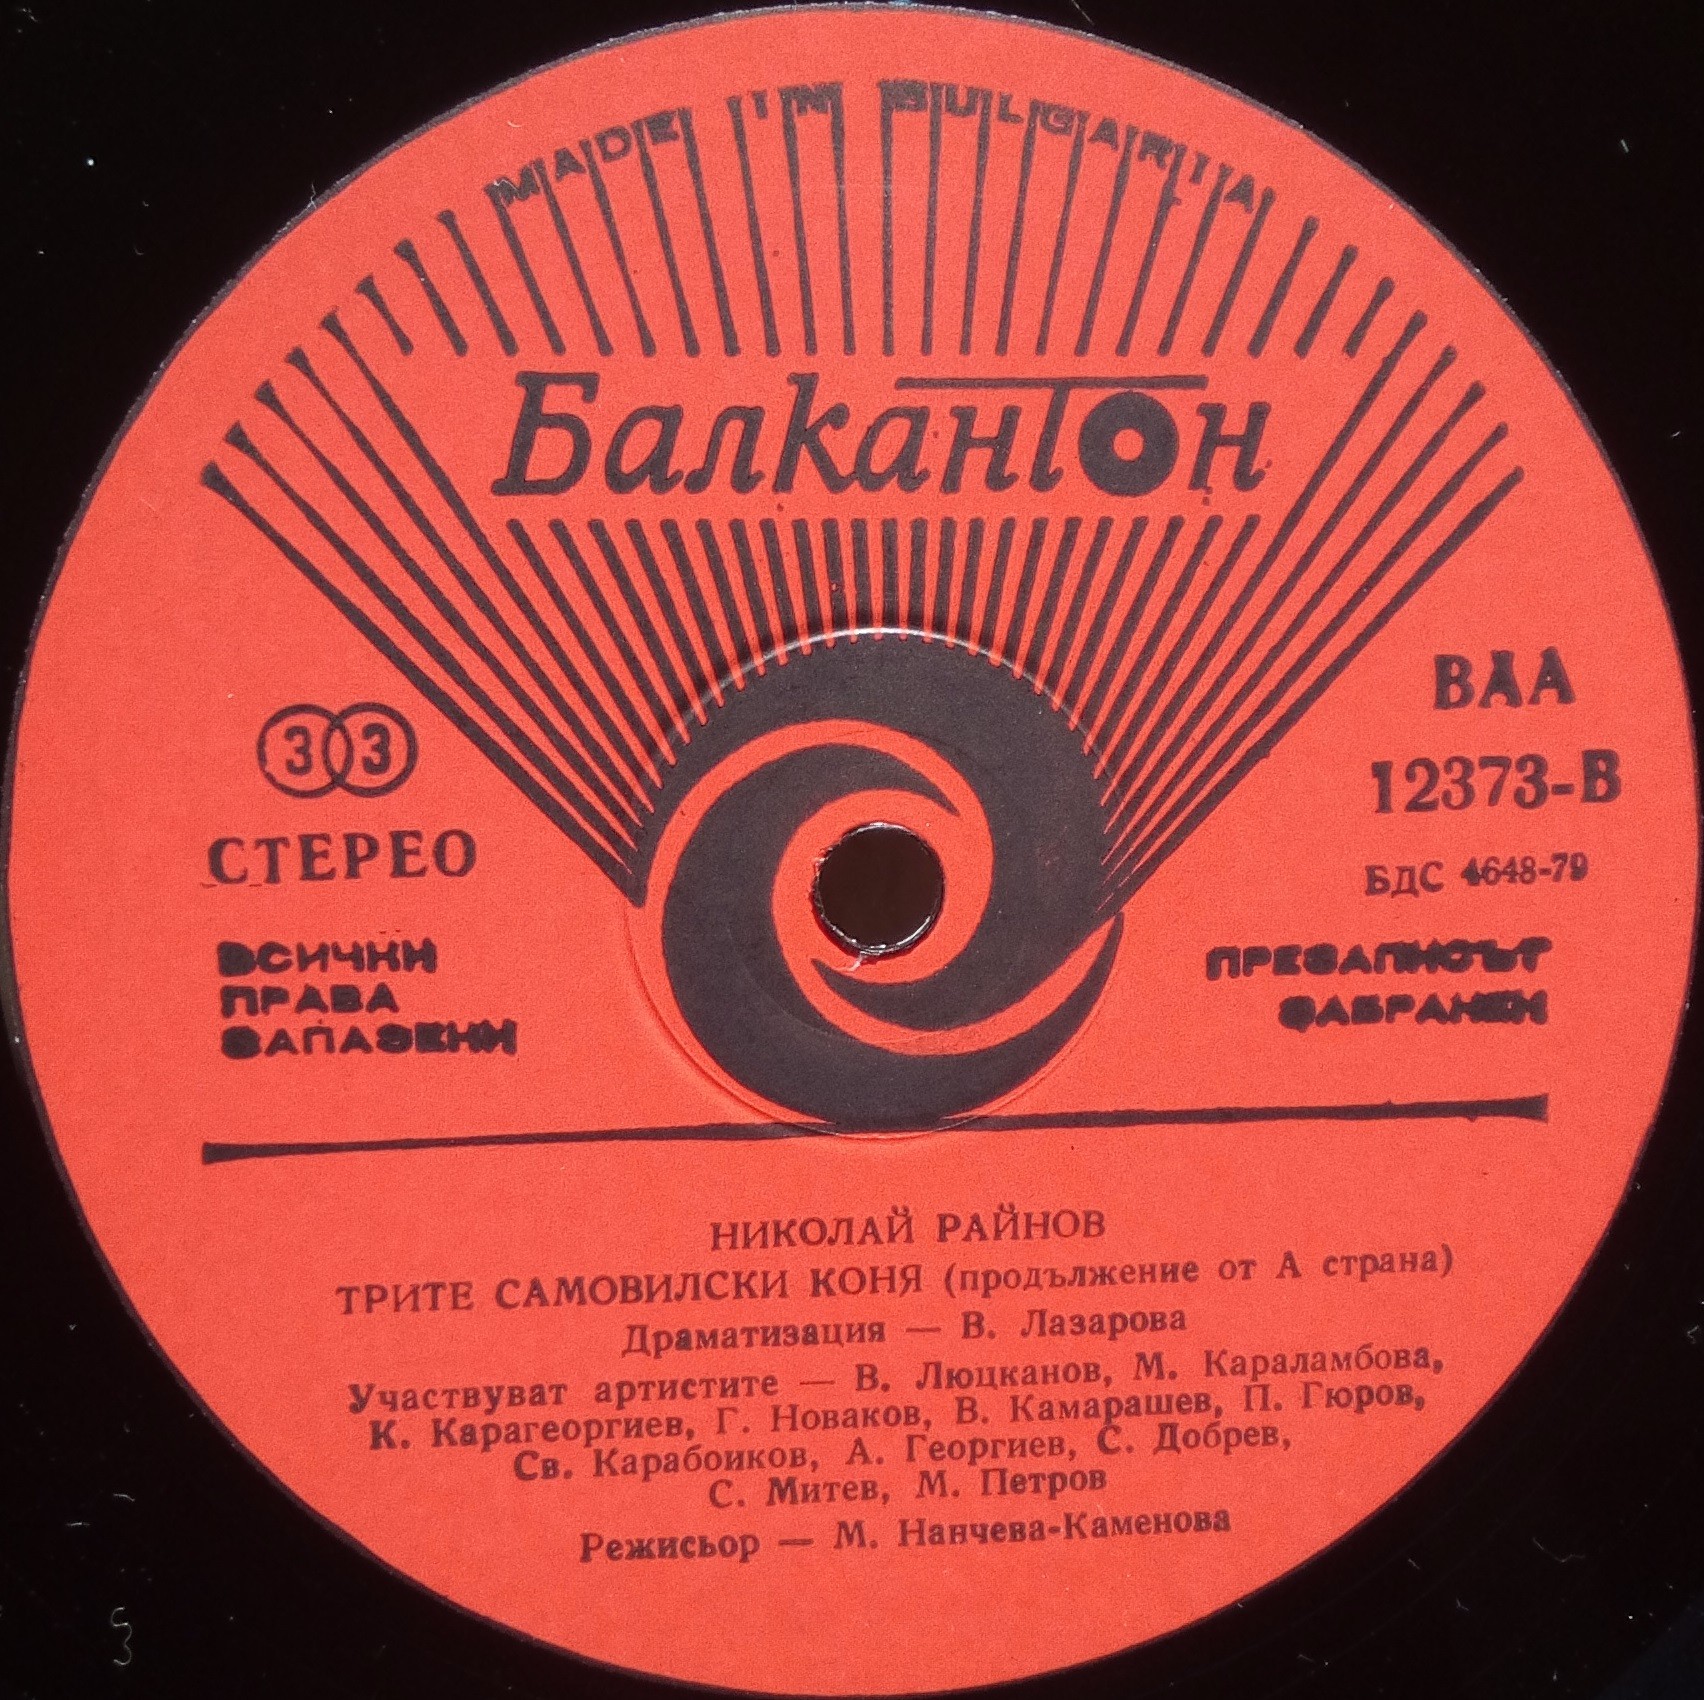 MADE IN BULGARIA
Балкантон
33
СТЕРЕО
ВСИЧКИ
ПРАВА
ЗАПАЗЕНИ
ВАА
12373-В
БДС 4648-79
ПРЕЗАПИСЪТ
ЗАБРАНЕН
НИКОЛАЙ РАЙНОВ
ТРИТЕ САМОВИЛСКИ КОНЯ (продължение от А страна)
Драматизация — В. Лазарова
Участвуват артистите — В. Люцканов, М. Караламбова,
К. Карагеоргиев, Г. Новаков, В. Камарашев, П. Гюров,
Св. Карабоиков, А. Георгиев, С. Добрев,
С. Митев, М. Петров
Режисьор — М. Нанчева-Каменова